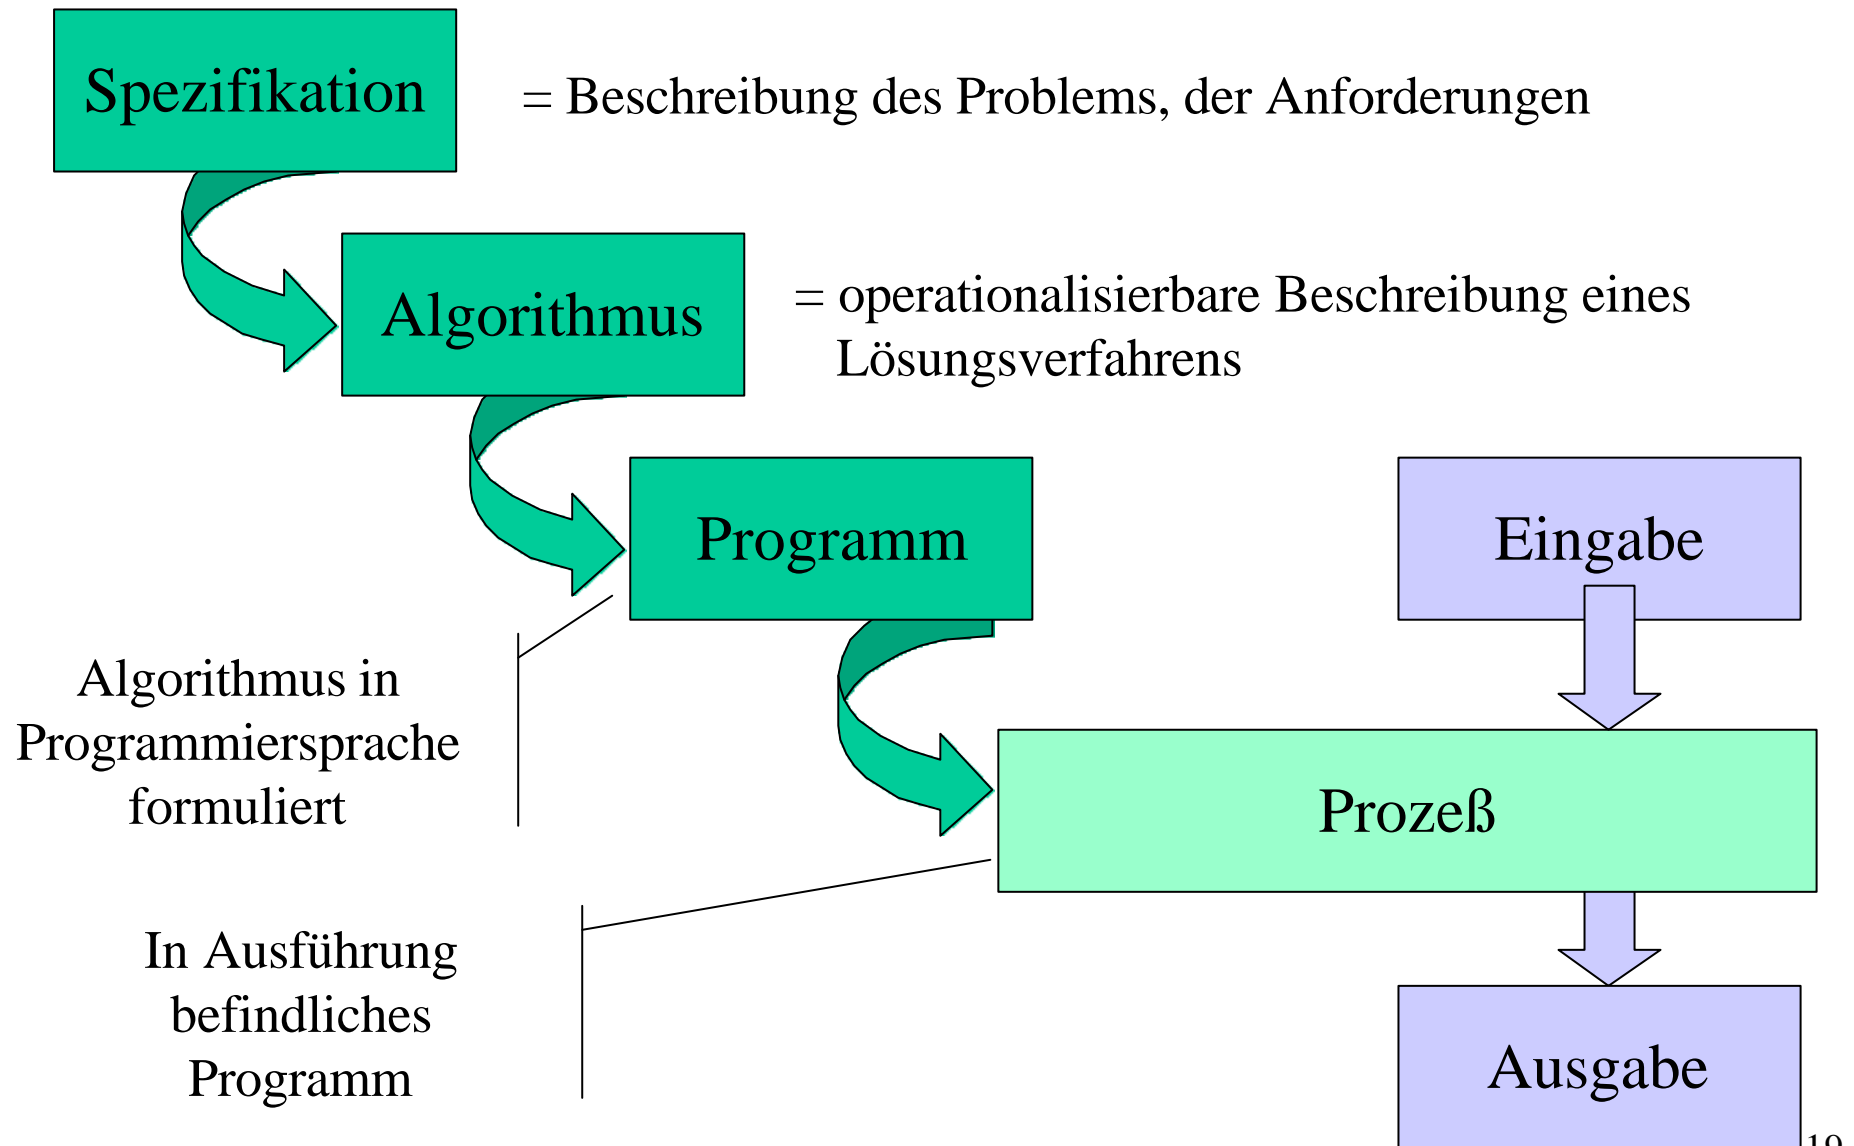 Spezifikation
= Beschreibung des Problems, der Anforderungen
Algorithmus
= operationalisierbare Beschreibung eines
Lösungsverfahrens
Programm
Eingabe
Algorithmus in
Programmiersprache
formuliert
Prozeß
In Ausführung
befindliches
Programm
Ausgabe